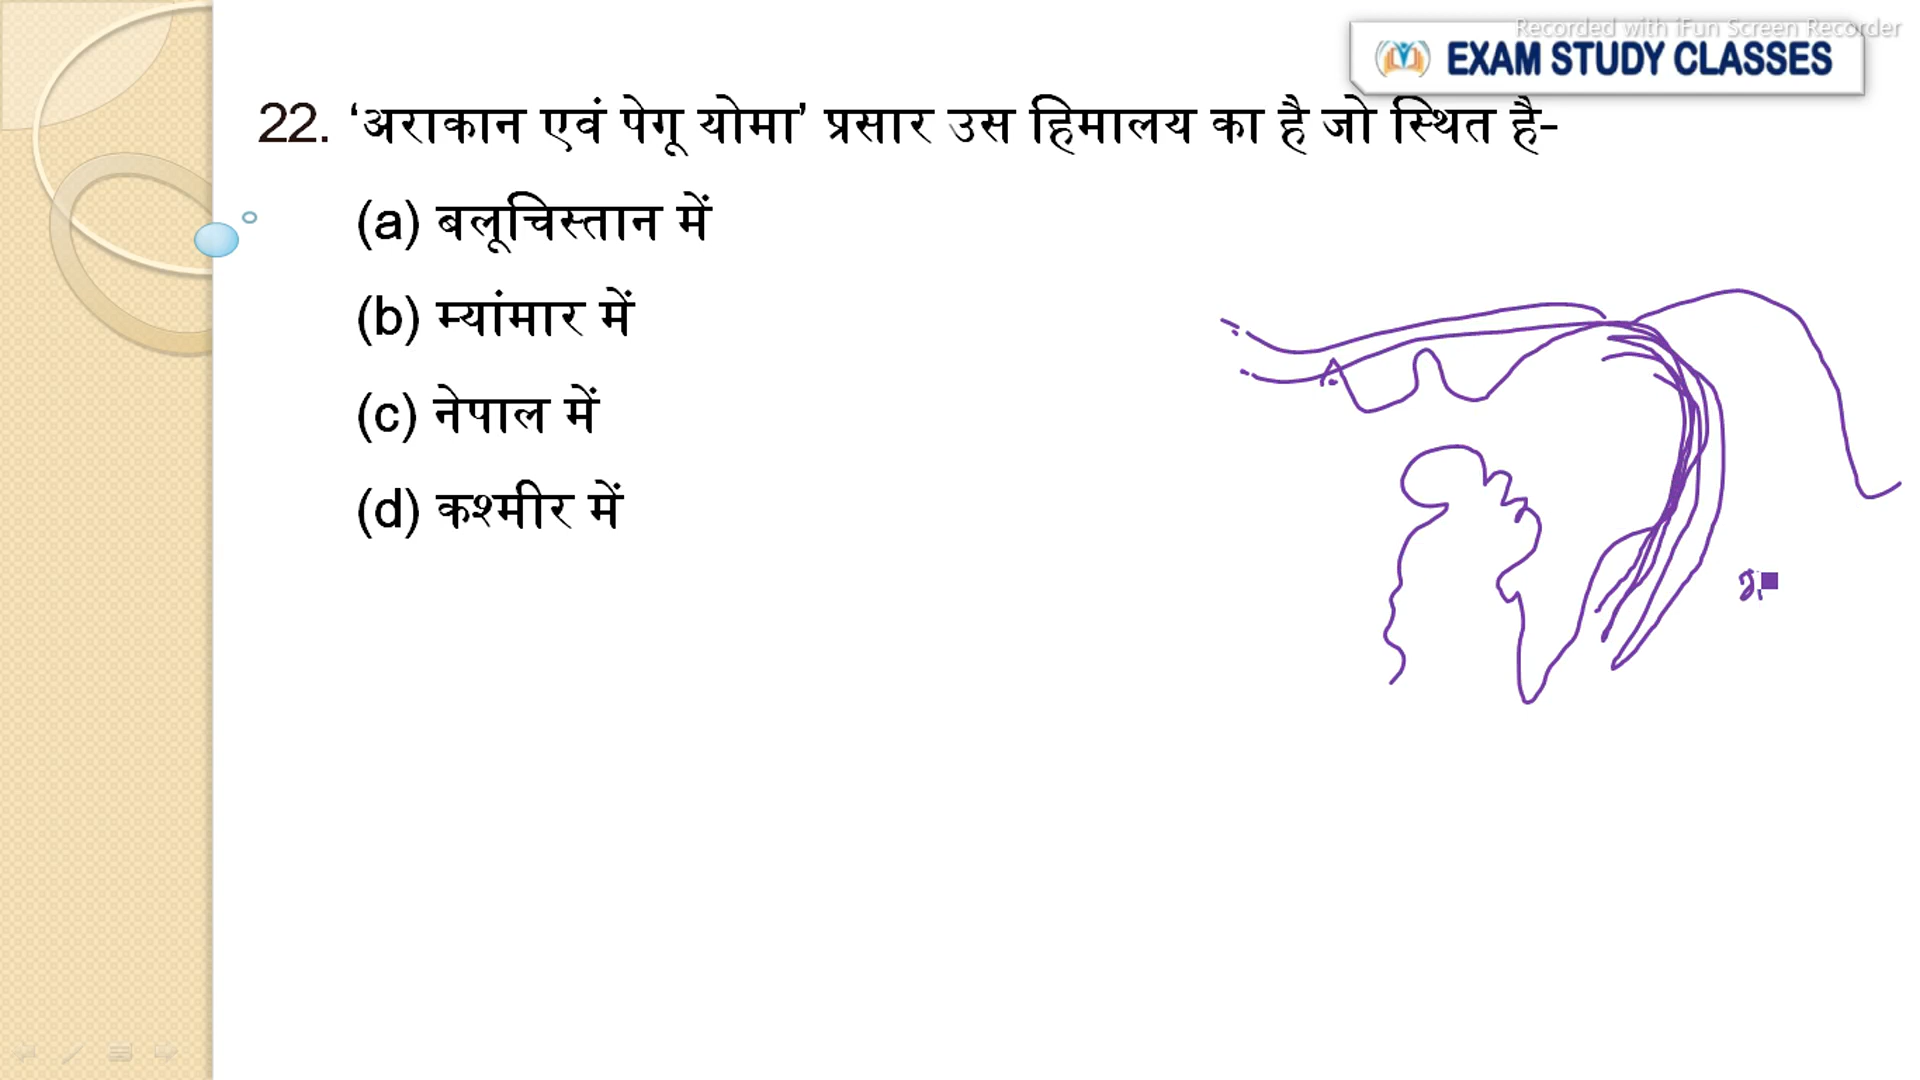 Recorded with iFun Screen Recorder
EXAM STUDY CLASSES
22. ‘अराकान एवं पेगू योमा’ प्रसार उस हिमालय का है जो स्थित है-
(a) बलूचिस्तान में
(b) म्यांमार में
(c) नेपाल में
(d) कश्मीर में